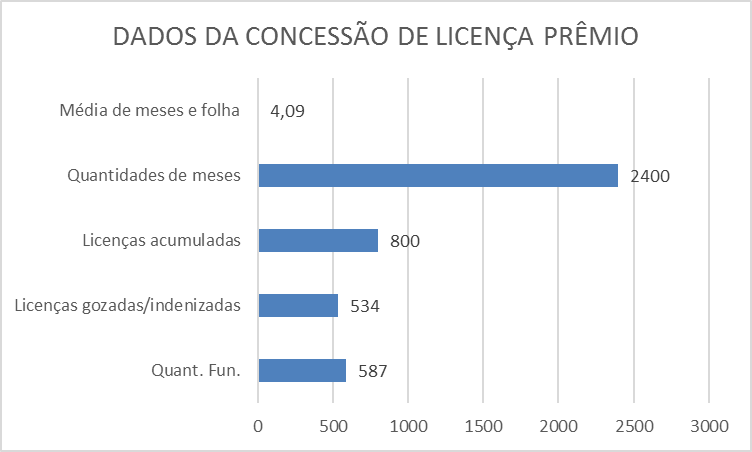 DADOS DA CONCESSÃO DE LICENÇA PRÊMIO
Média de meses e folha 4,09
Quantidades de meses 2400
Licenças acumuladas 800
Licenças gozadas/indenizadas 534
Quant. Fun. 587
0 500 1000 1500 2000 2500 3000